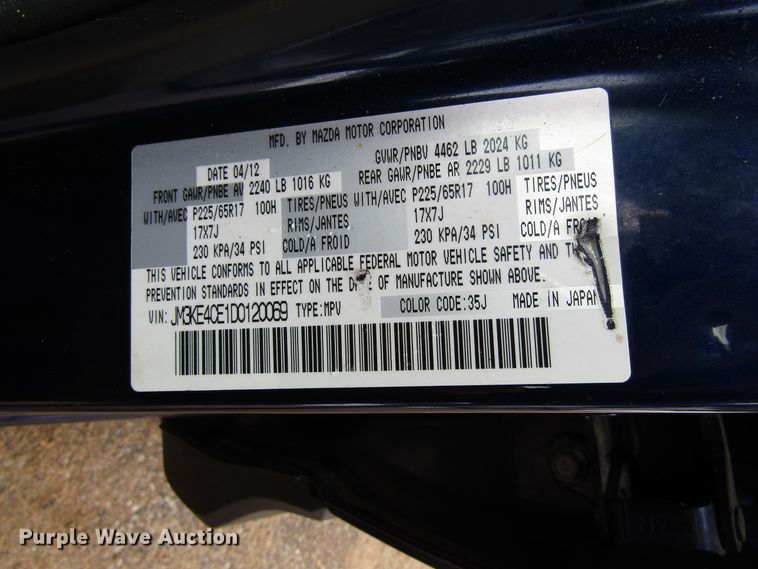 MFD. BY MAZDA MOTOR CORPORATION
DATE 04/12 GVWR/PNBV 4462 LB 2024 KG
FRONT GAWR/PNBE AV 2240 LB 1016 KG REAR GAWR/PNBE AR 2229 LB 1011 KG
WITH/AVEC P225/65R17 100H TIRES/PNEUS WITH/AVEC P225/65R17 100H TIRES/PNEUS
17X7J RIMS/JANTES 17X7J RIMS/JANTES
230 KPA/34 PSI COLD/A FROID 230 KPA/34 PSI COLD/A FROID
THIS VEHICLE CONFORMS TO ALL APPLICABLE FEDERAL MOTOR VEHICLE SAFETY AND
PREVENTION STANDARDS IN EFFECT ON THE OF MANUFACTURE SHOWN ABOVE.
VIN: JM3KE4CE1D0120069 TYPE:MPV COLOR CODE:35J MADE IN JAPAN
Purple Wave Auction